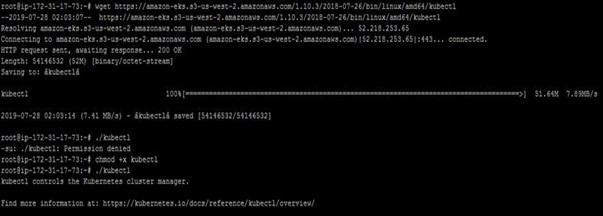 root@ip-172-31-17-73:~# wget https://amazon-eks.s3-us-west-2.amazonaws.com/1.10.3/2018-07-26/bin/linux/amd64/kubectl
--2019-07-28 02:03:07--  https://amazon-eks.s3-us-west-2.amazonaws.com/1.10.3/2018-07-26/bin/linux/amd64/kubectl
Resolving amazon-eks.s3-us-west-2.amazonaws.com (amazon-eks.s3-us-west-2.amazonaws.com)... 52.218.253.65
Connecting to amazon-eks.s3-us-west-2.amazonaws.com (amazon-eks.s3-us-west-2.amazonaws.com)|52.218.253.65|:443... connected.
HTTP request sent, awaiting response... 200 OK
Length: 54146532 (52M) [binary/octet-stream]
Saving to: âkubectlâ
kubectl 100%[===================================================================>] 51.64M 7.89MB/s
2019-07-28 02:03:14 (7.41 MB/s) - âkubectlâ saved [54146532/54146532]
root@ip-172-31-17-73:~# ./kubectl
-su: ./kubectl: Permission denied
root@ip-172-31-17-73:~# chmod +x kubectl
root@ip-172-31-17-73:~# ./kubectl
kubectl controls the Kubernetes cluster manager.
Find more information at: https://kubernetes.io/docs/reference/kubectl/overview/